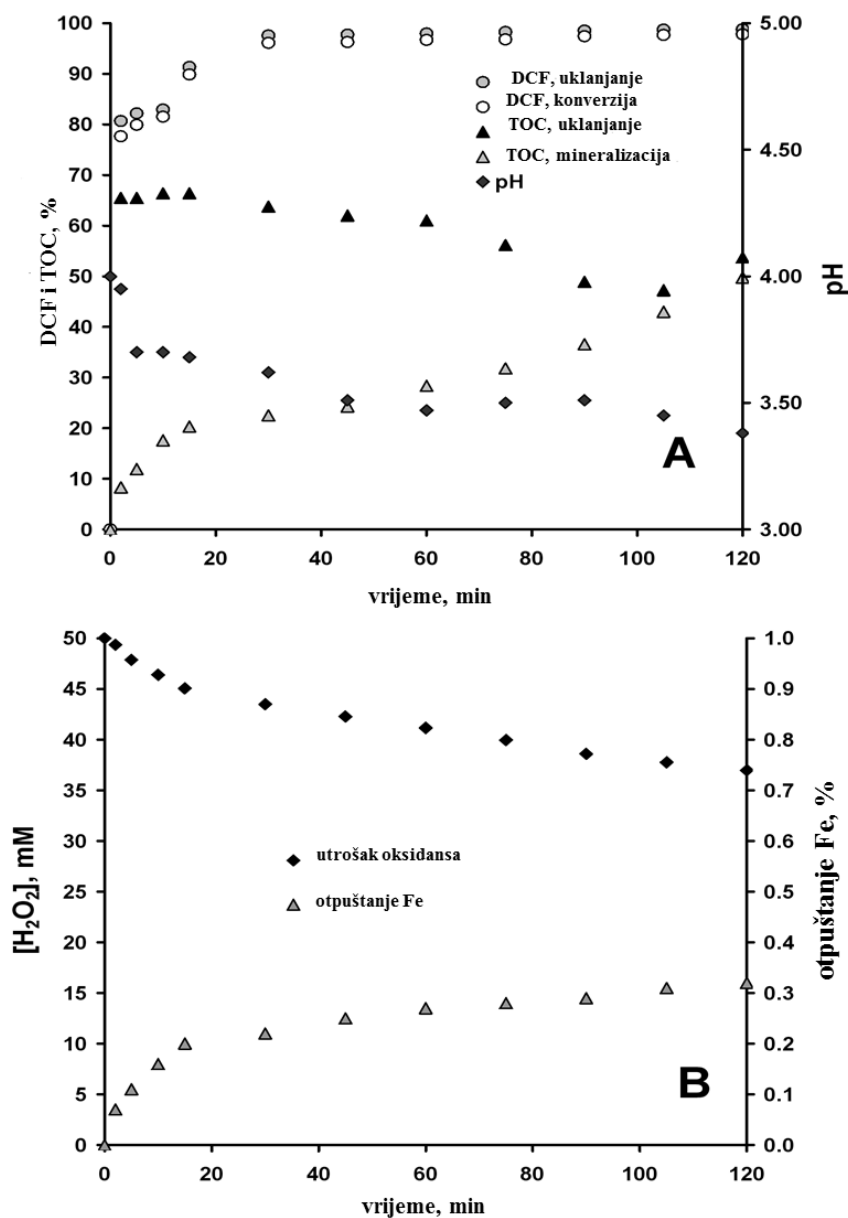 100
90
80
70
60
50
40
30
20
10
0
DCF i TOC, %
5.00
4.50
4.00
3.50
3.00
pH
DCF, uklanjanje
DCF, konverzija
TOC, uklanjanje
TOC, mineralizacija
pH
A
0 20 40 60 80 100 120
vrijeme, min
50
45
40
35
30
25
20
15
10
5
0
[H₂O₂], mM
1.0
0.9
0.8
0.7
0.6
0.5
0.4
0.3
0.2
0.1
0.0
otpuštanje Fe, %
utrošak oksidansa
otpuštanje Fe
B
0 20 40 60 80 100 120
vrijeme, min